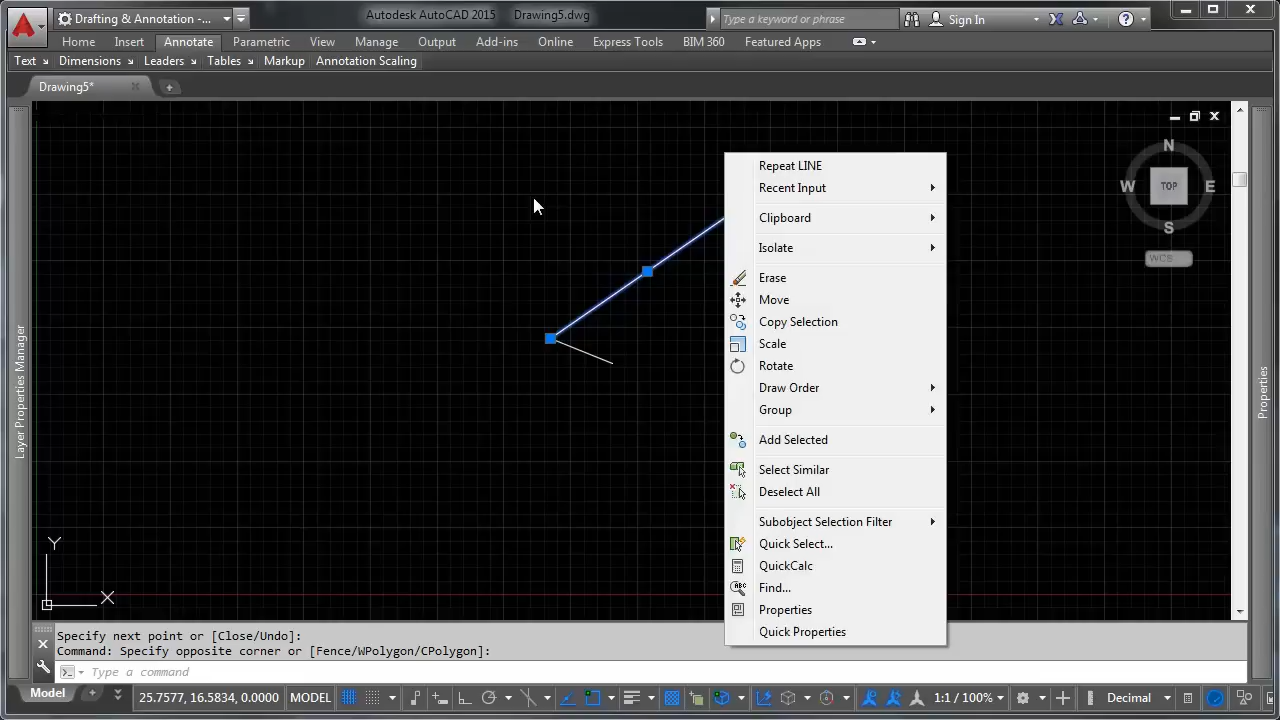 Drafting & Annotation - ...
Autodesk AutoCAD 2015 Drawing5.dwg
Type a keyword or phrase
Sign In
Home Insert Annotate Parametric View Manage Output Add-ins Online Express Tools BIM 360 Featured Apps
Text Dimensions Leaders Tables Markup Annotation Scaling
Drawing5*
N
W TOP E
S
WCS
Repeat LINE
Recent Input
Clipboard
Isolate
Erase
Move
Copy Selection
Scale
Rotate
Draw Order
Group
Add Selected
Select Similar
Deselect All
Subobject Selection Filter
Quick Select...
QuickCalc
Find...
Properties
Quick Properties
Layer Properties Manager
Properties
Y
X
Specify next point or [Close/Undo]:
Command: Specify opposite corner or [Fence/WPolygon/CPolygon]:
Type a command
Model
25.7577, 16.5834, 0.0000 MODEL
1:1 / 100%
Decimal